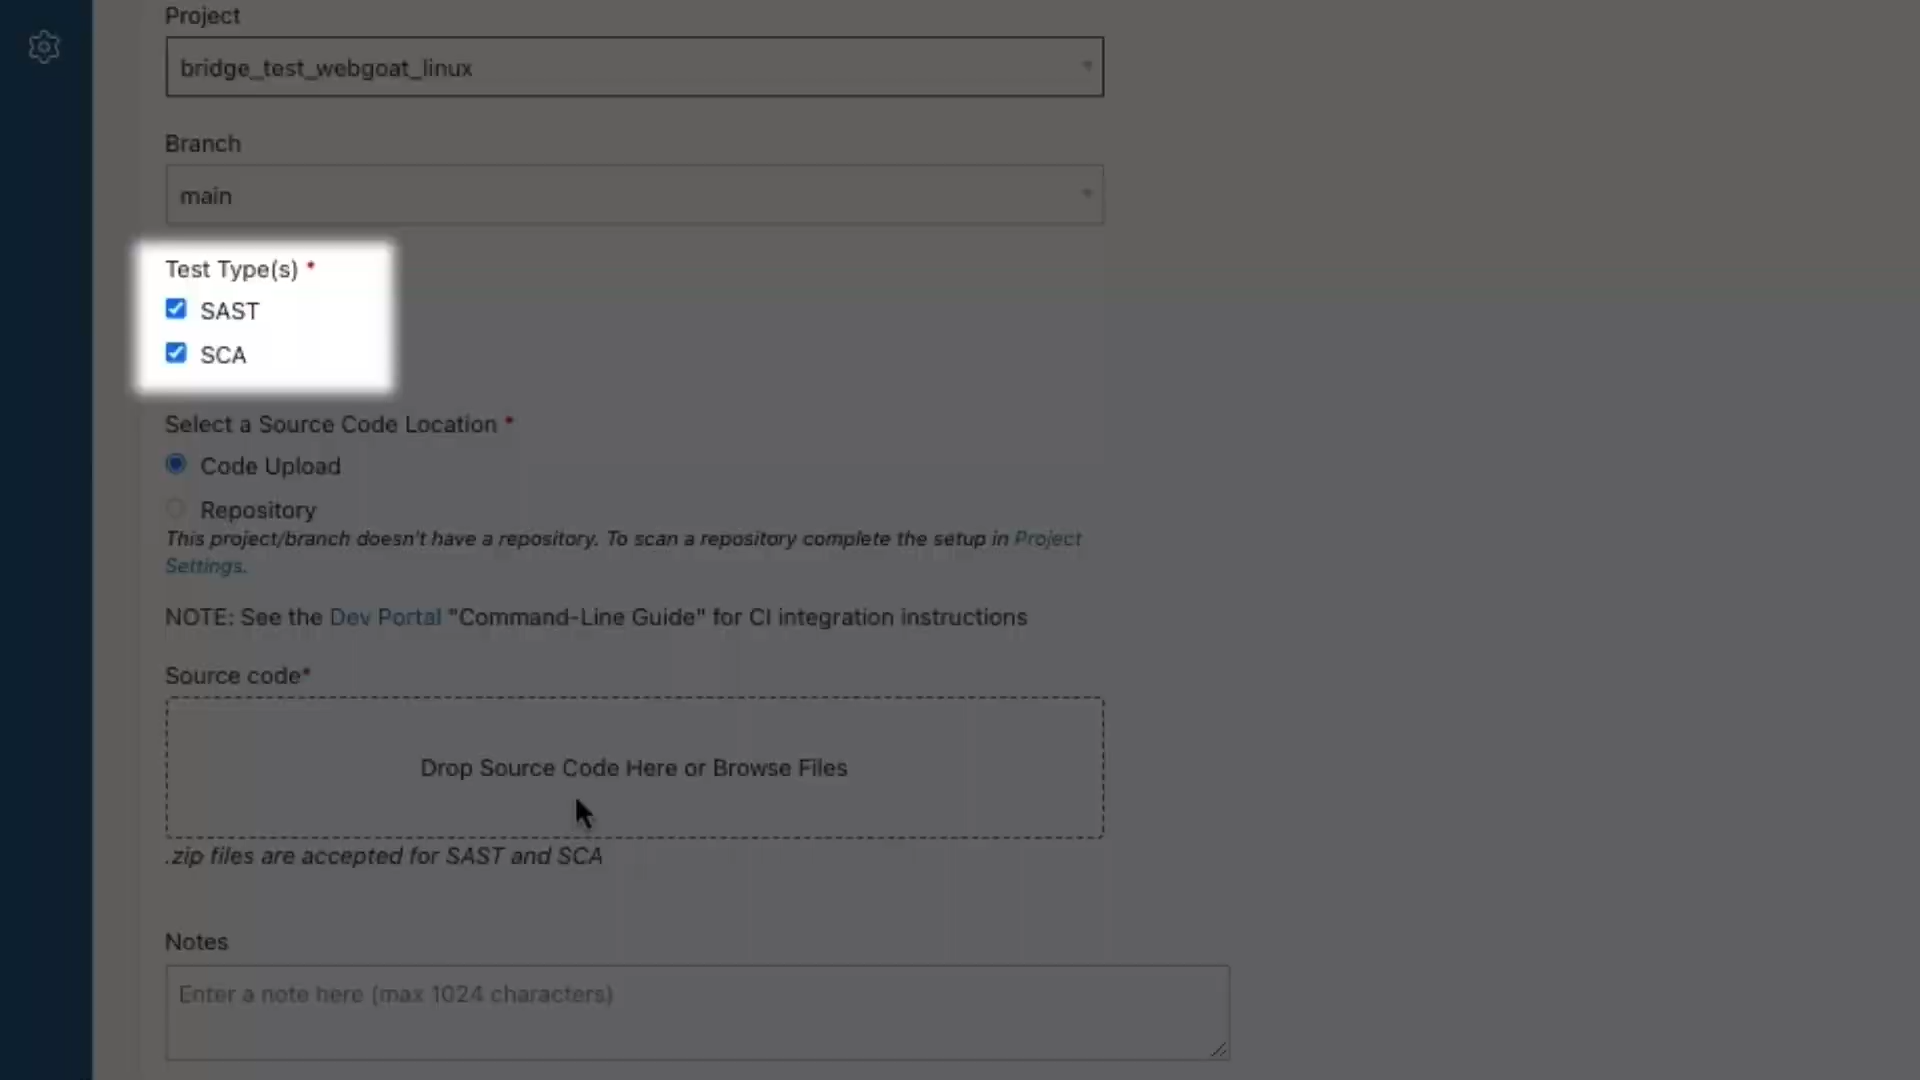 Project
bridge_test_webgoat_linux
Branch
main
Test Type(s) *
SAST
SCA
Select a Source Code Location *
Code Upload
Repository
This project/branch doesn't have a repository. To scan a repository complete the setup in Project
Settings.
NOTE: See the Dev Portal "Command-Line Guide" for CI integration instructions
Source code*
Drop Source Code Here or Browse Files
.zip files are accepted for SAST and SCA
Notes
Enter a note here (max 1024 characters)